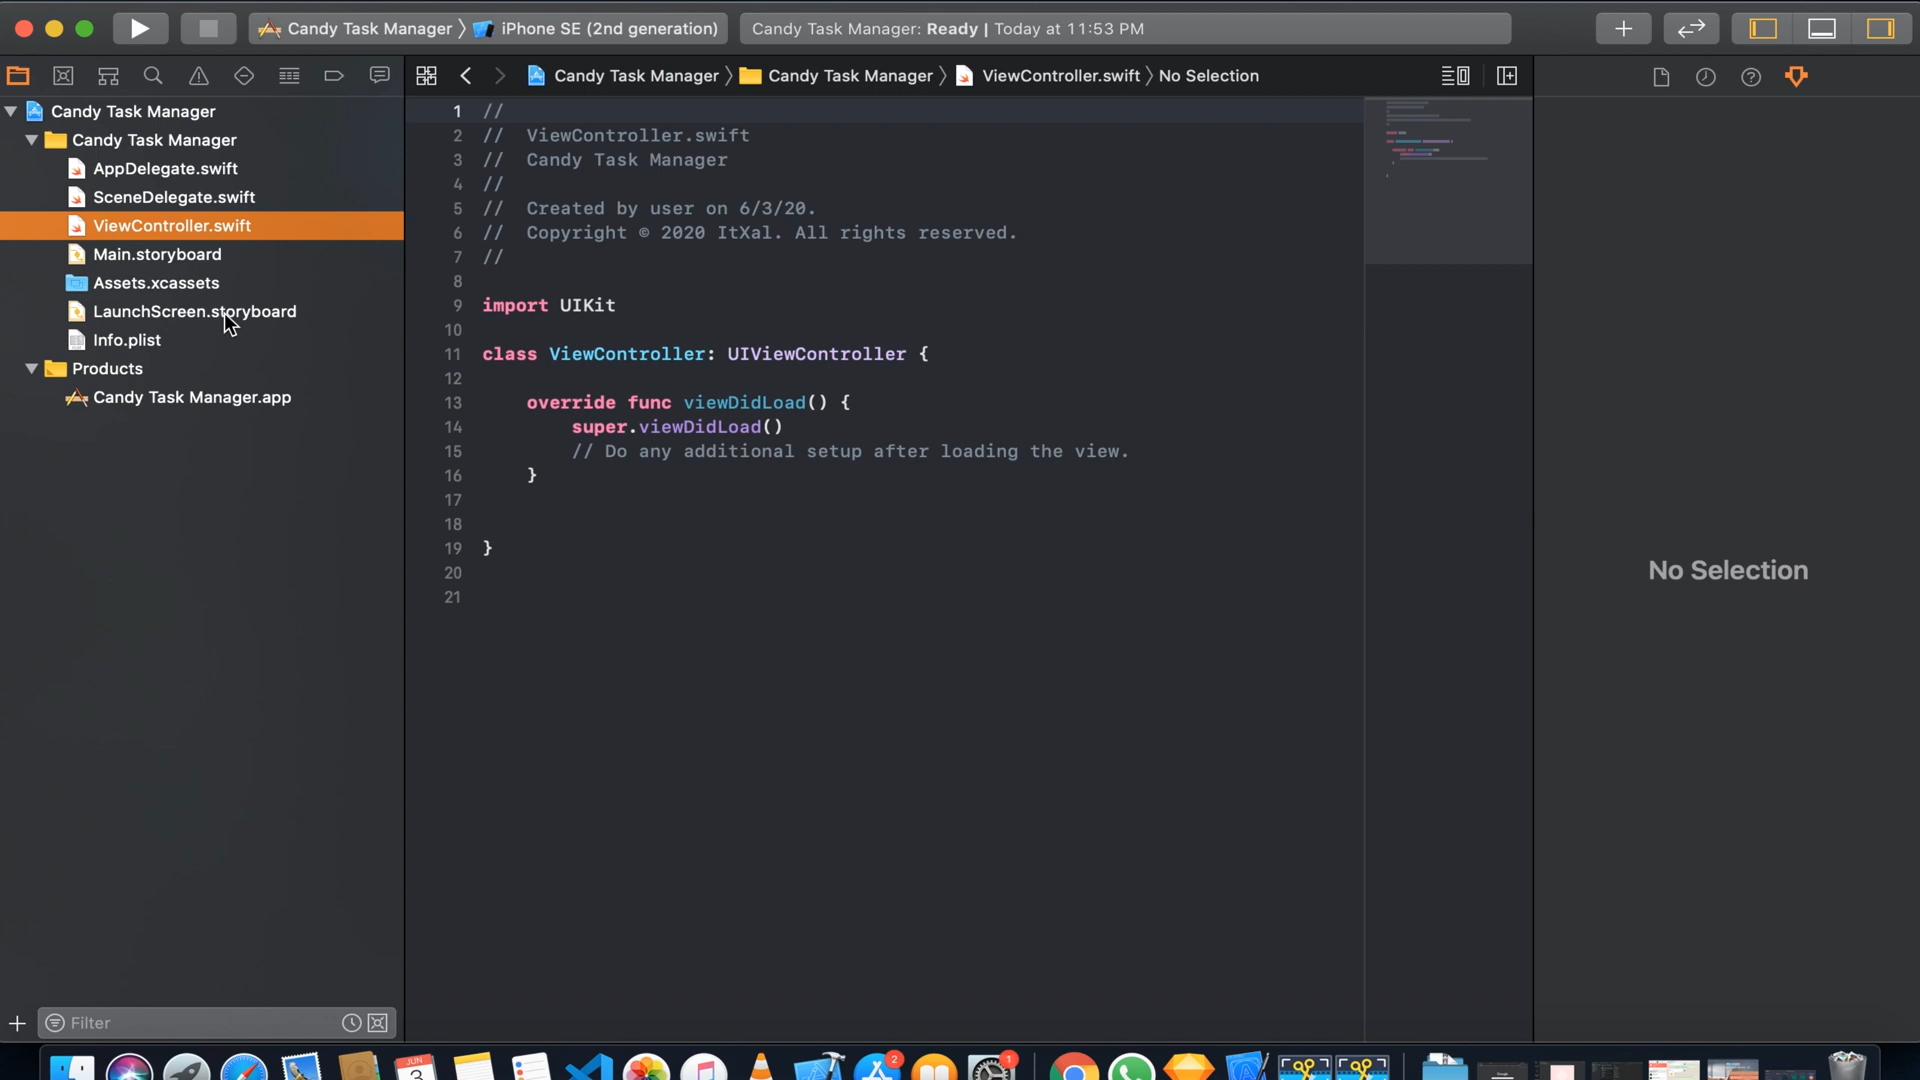 Candy Task Manager 〉 iPhone SE (2nd generation)
Candy Task Manager: Ready | Today at 11:53 PM
Candy Task Manager 〉 Candy Task Manager 〉 ViewController.swift 〉 No Selection
Candy Task Manager
Candy Task Manager
AppDelegate.swift
SceneDelegate.swift
ViewController.swift
Main.storyboard
Assets.xcassets
LaunchScreen.storyboard
Info.plist
Products
Candy Task Manager.app
Filter
1 //
2 // ViewController.swift
3 // Candy Task Manager
4 //
5 // Created by user on 6/3/20.
6 // Copyright © 2020 ItXal. All rights reserved.
7 //
8
9 import UIKit
10
11 class ViewController: UIViewController {
12
13 override func viewDidLoad() {
14 super.viewDidLoad()
15 // Do any additional setup after loading the view.
16 }
17
18
19 }
20
21
No Selection
JUN
3
2
1